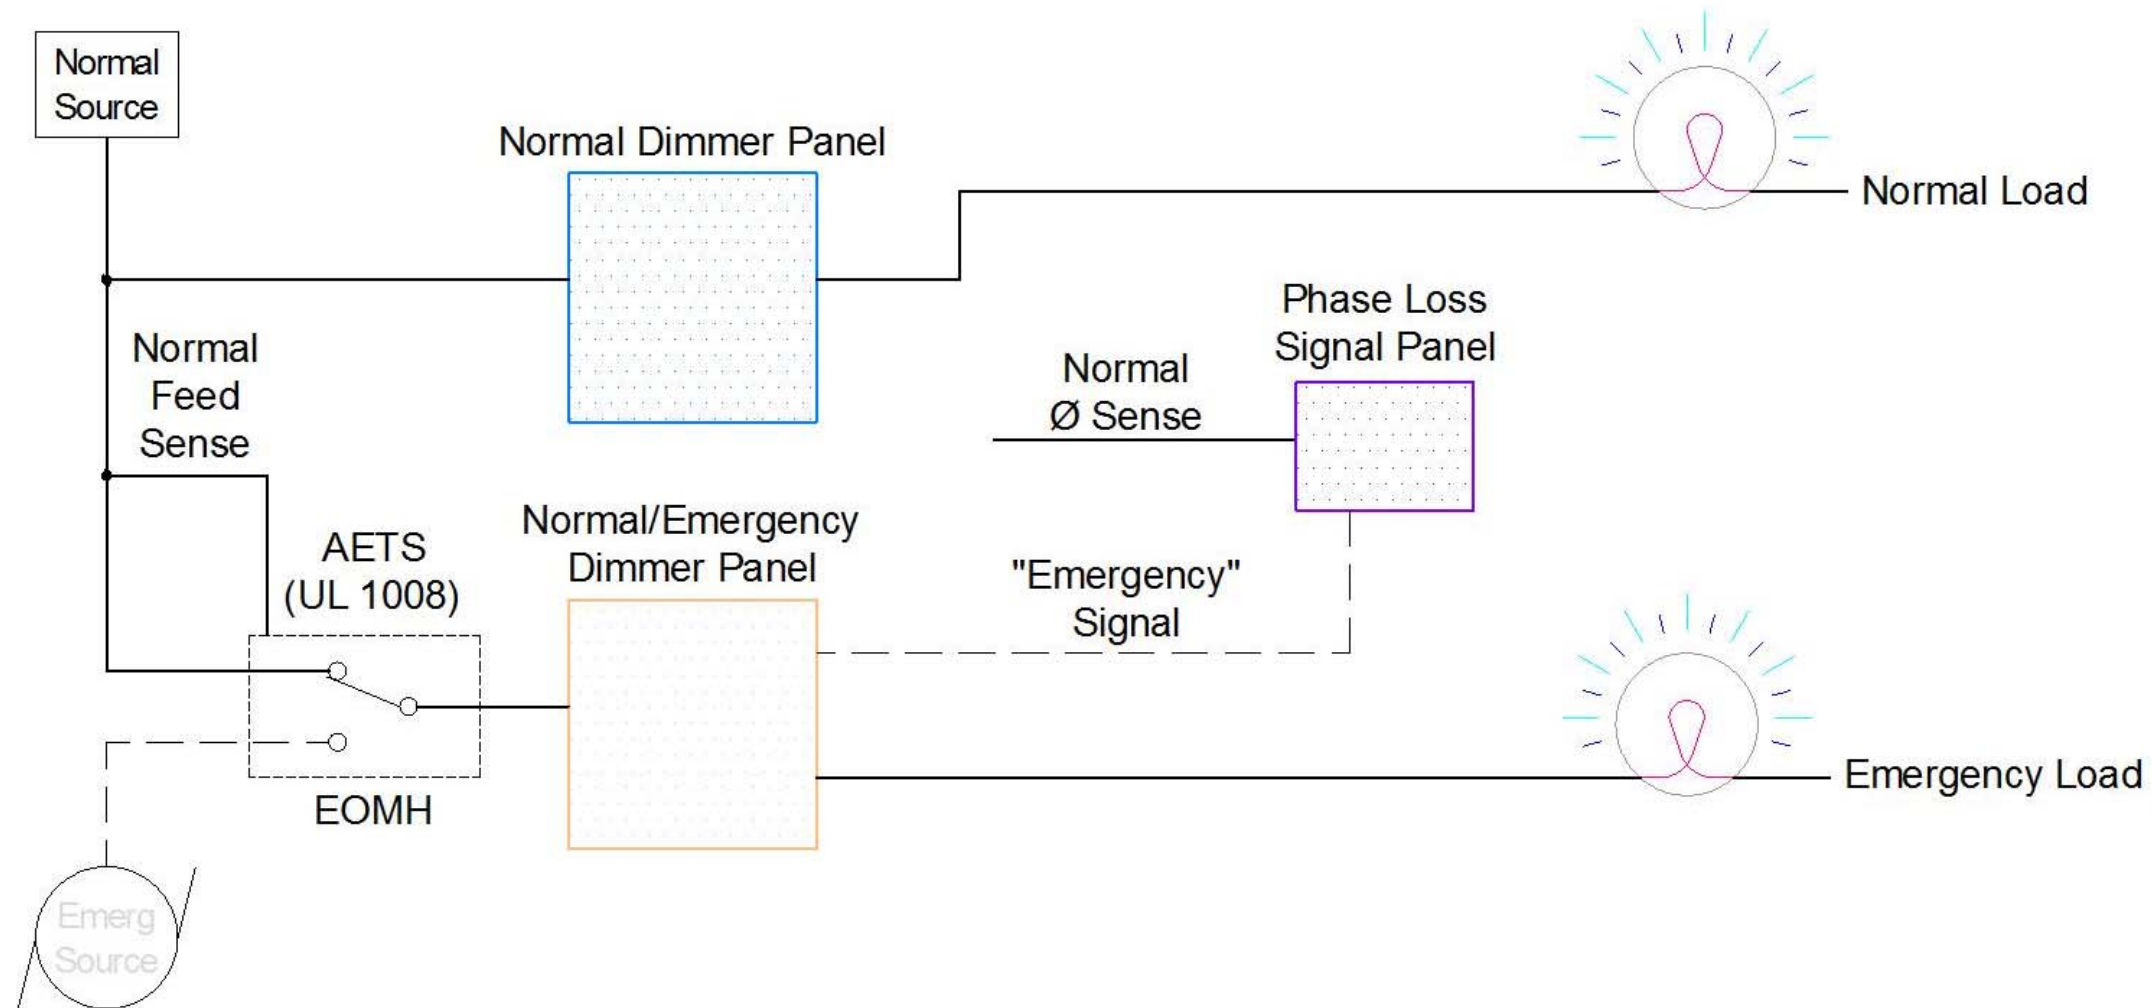 Normal
Source
Normal Dimmer Panel
Normal Load
Normal
Feed
Sense
Phase Loss
Signal Panel
Normal
Ø Sense
AETS
(UL 1008)
Normal/Emergency
Dimmer Panel
"Emergency"
Signal
EOMH
Emergency Load
Emerg
Source